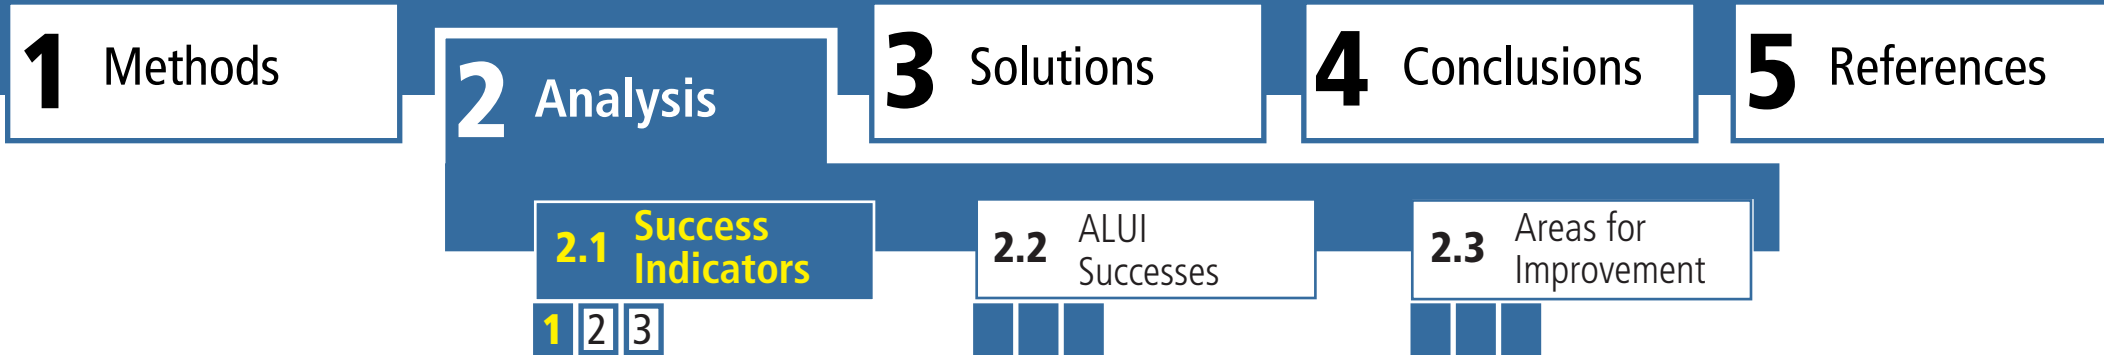 1 Methods
2 Analysis
3 Solutions
4 Conclusions
5 References
2.1 Success
Indicators
2.2 ALUI
Successes
2.3 Areas for
Improvement
1 2 3